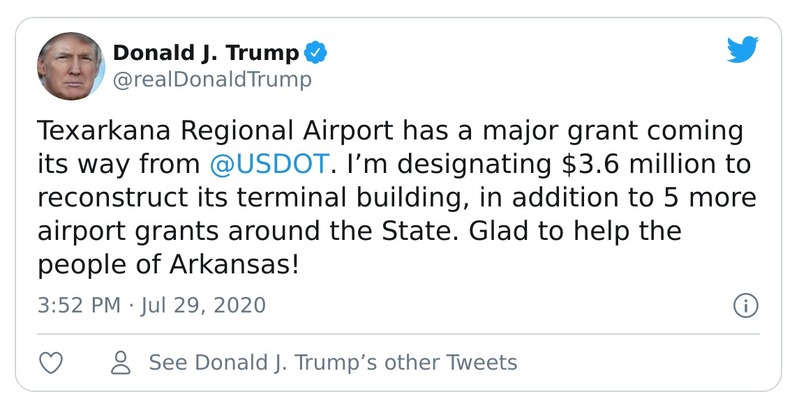 Donald J. Trump
@realDonaldTrump
Texarkana Regional Airport has a major grant coming
its way from @USDOT. I’m designating $3.6 million to
reconstruct its terminal building, in addition to 5 more
airport grants around the State. Glad to help the
people of Arkansas!
3:52 PM · Jul 29, 2020
See Donald J. Trump’s other Tweets